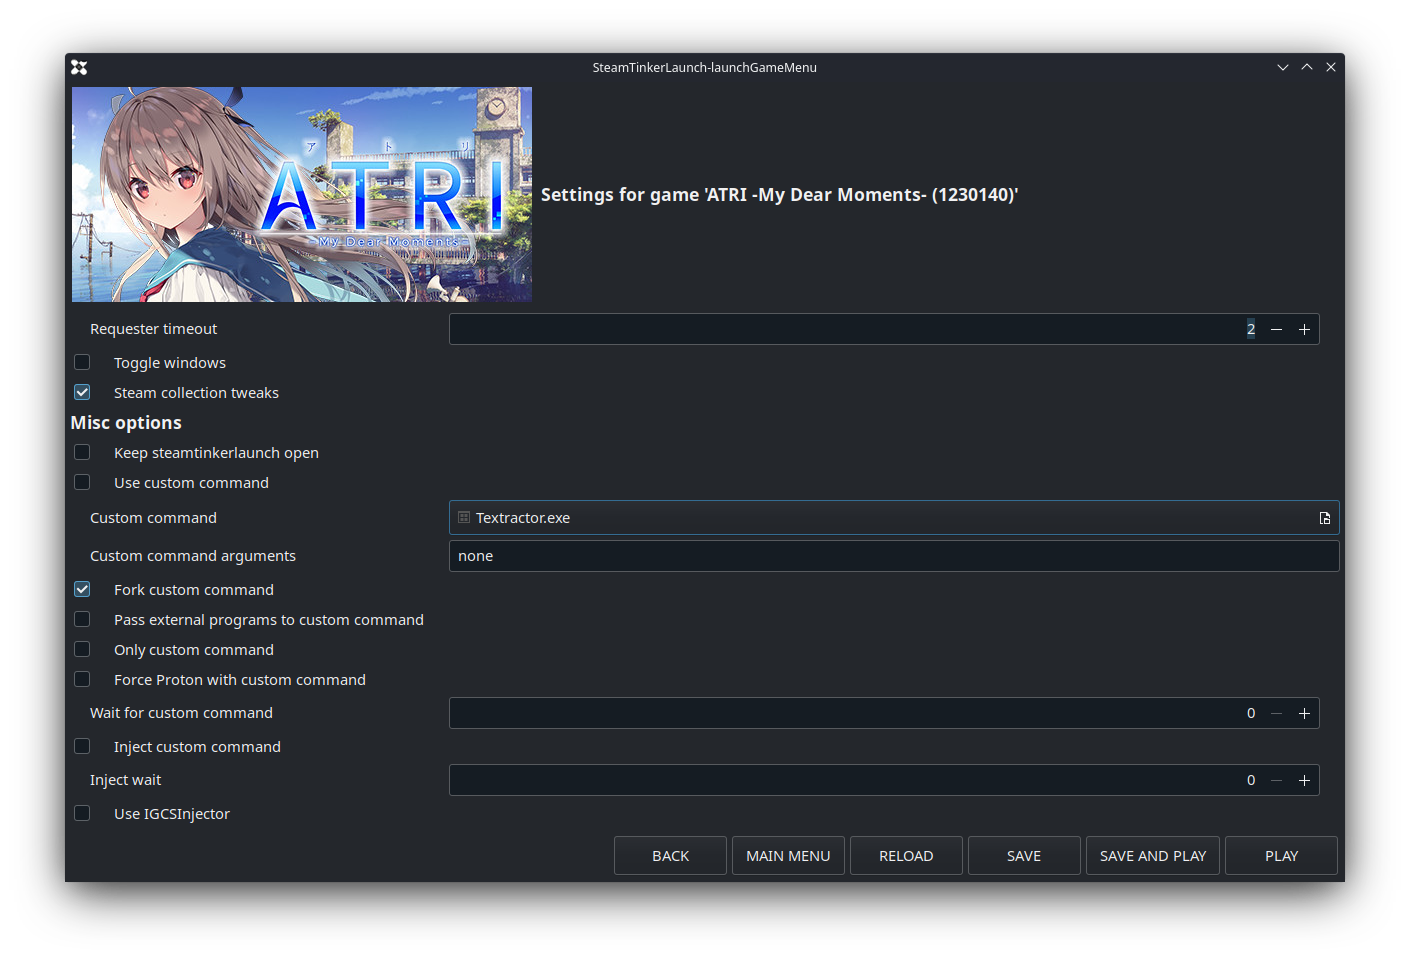 SteamTinkerLaunch-launchGameMenu
ア ト リ
ATRI
-My Dear Moments-
Settings for game 'ATRI -My Dear Moments- (1230140)'
Requester timeout 2
Toggle windows
Steam collection tweaks
Misc options
Keep steamtinkerlaunch open
Use custom command
Custom command Textractor.exe
Custom command arguments none
Fork custom command
Pass external programs to custom command
Only custom command
Force Proton with custom command
Wait for custom command 0
Inject custom command
Inject wait 0
Use IGCSInjector
BACK MAIN MENU RELOAD SAVE SAVE AND PLAY PLAY